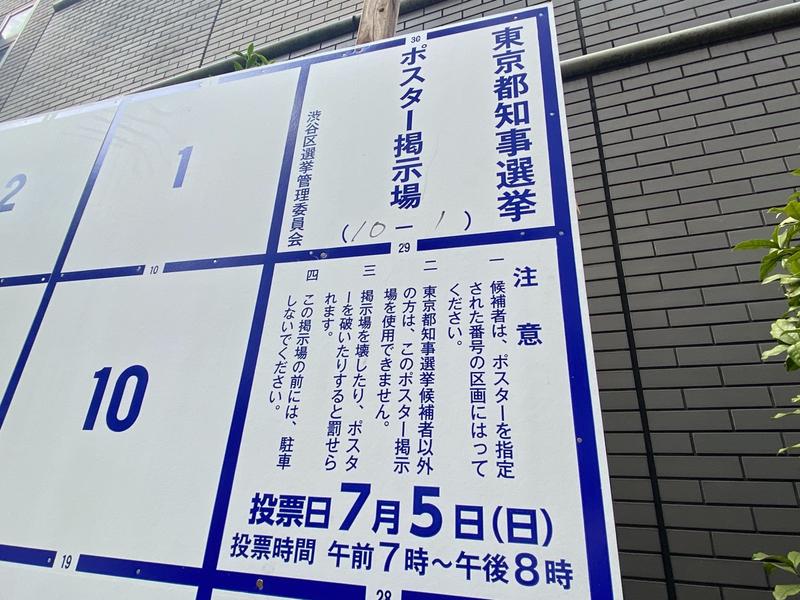 東京都知事選挙
30
ポスター掲示場
(10-1)
渋谷区選挙管理委員会
29
注意
一 候補者は、ポスターを指定
された番号の区画にはって
ください。
二 東京都知事選挙候補者以外
の方は、このポスター掲示
場を使用できません。
三 掲示場を壊したり、ポスタ
ーを破いたりすると罰せら
れます。
四 この掲示場の前には、駐車
しないでください。
投票日7月5日(日)
投票時間 午前7時~午後8時
28
1
2
10
10
19